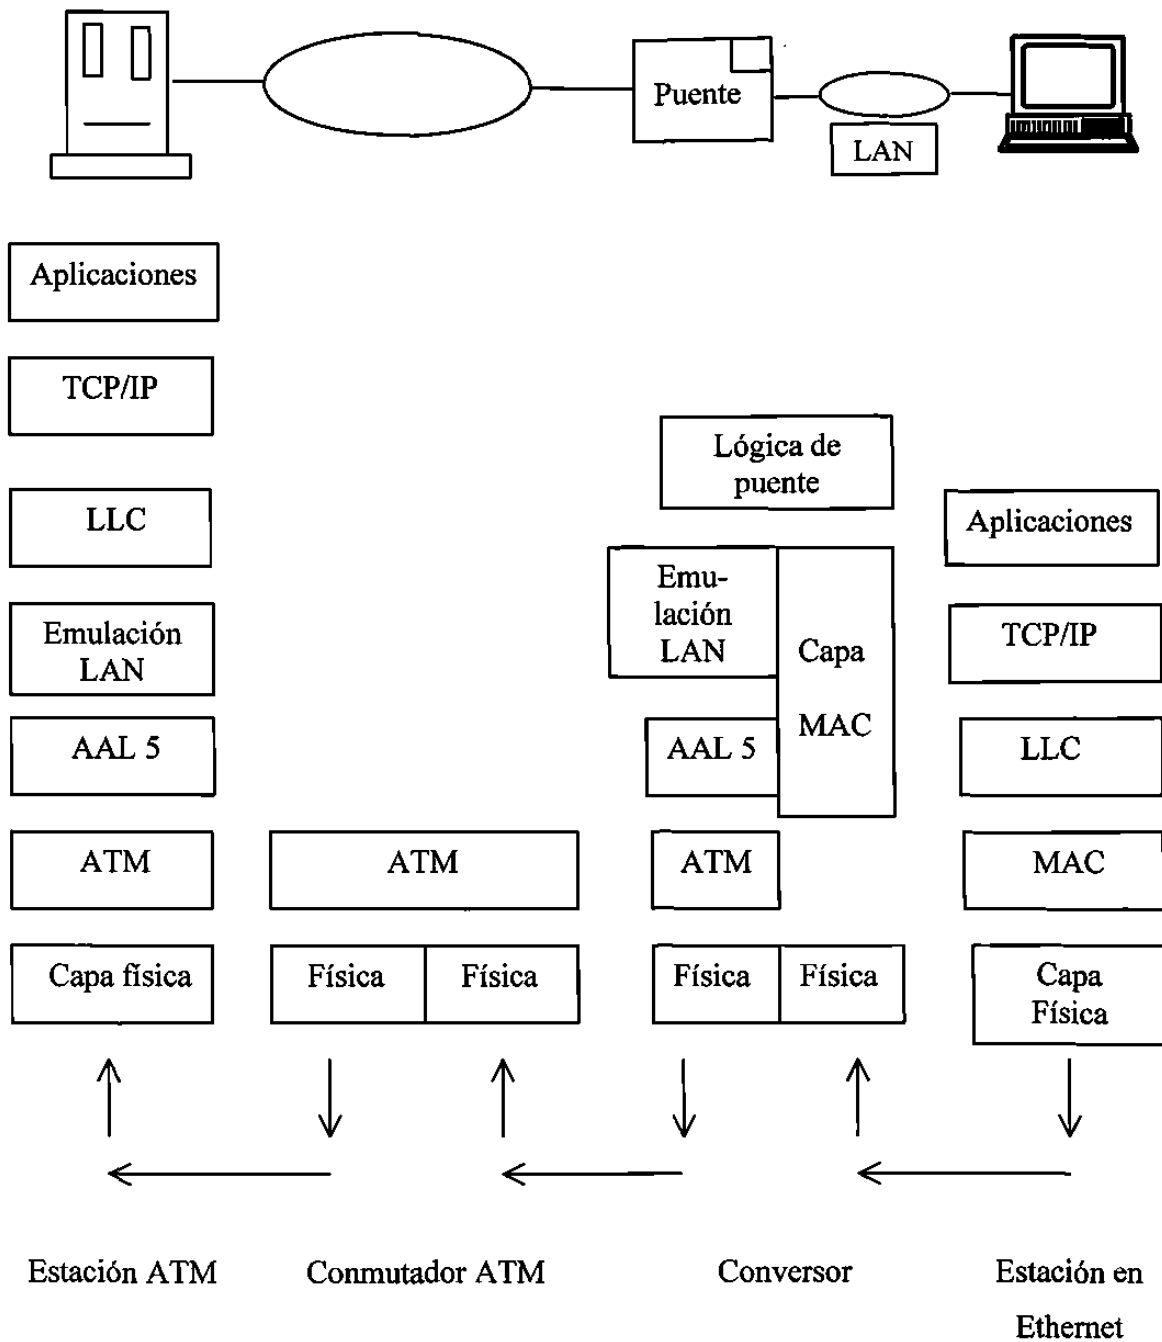 Puente
LAN
Aplicaciones
TCP/IP
LLC
Emulación
LAN
AAL 5
ATM
Capa física
ATM
Física
Física
Lógica de
puente
Emu-
lación
LAN
Capa
MAC
AAL 5
ATM
Física
Física
Aplicaciones
TCP/IP
LLC
MAC
Capa
Física
Estación ATM
Conmutador ATM
Conversor
Estación en
Ethernet